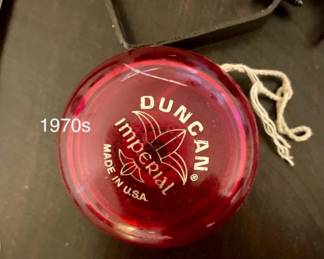 1970s
DUNCAN®
Imperial
MADE IN U.S.A.